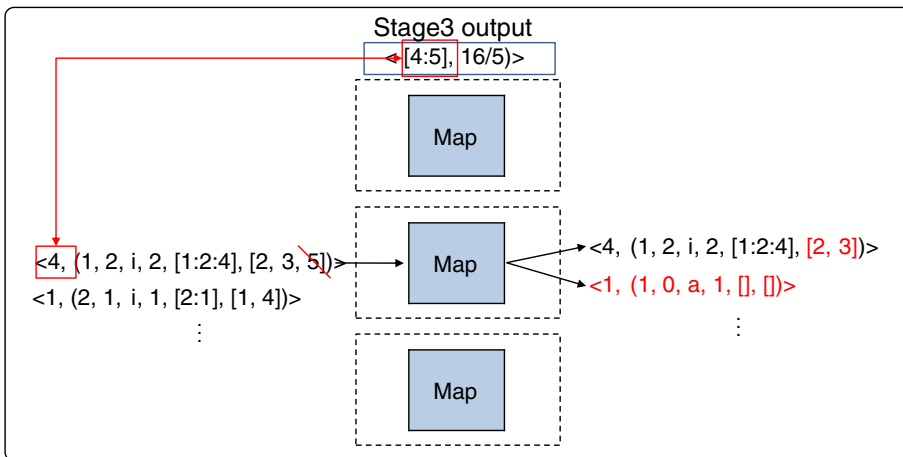 Stage3 output
< [4:5], 16/5)>
Map
<4, (1, 2, i, 2, [1:2:4], [2, 3, 5])>
<1, (2, 1, i, 1, [2:1], [1, 4])>
⋮
Map
<4, (1, 2, i, 2, [1:2:4], [2, 3])>
<1, (1, 0, a, 1, [], [])>
⋮
Map